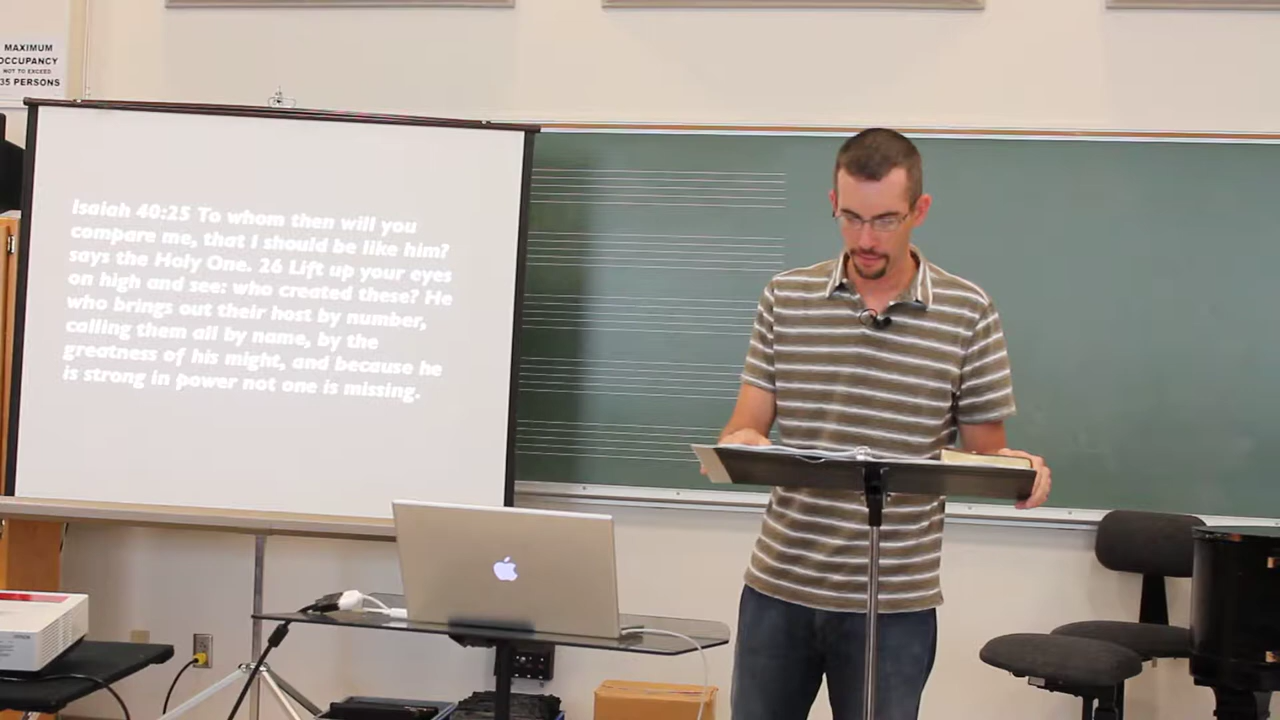 MAXIMUM
OCCUPANCY
NOT TO EXCEED
35 PERSONS
Isaiah 40:25 To whom then will you
compare me, that I should be like him?
says the Holy One. 26 Lift up your eyes
on high and see: who created these? He
who brings out their host by number,
calling them all by name, by the
greatness of his might, and because he
is strong in power not one is missing.